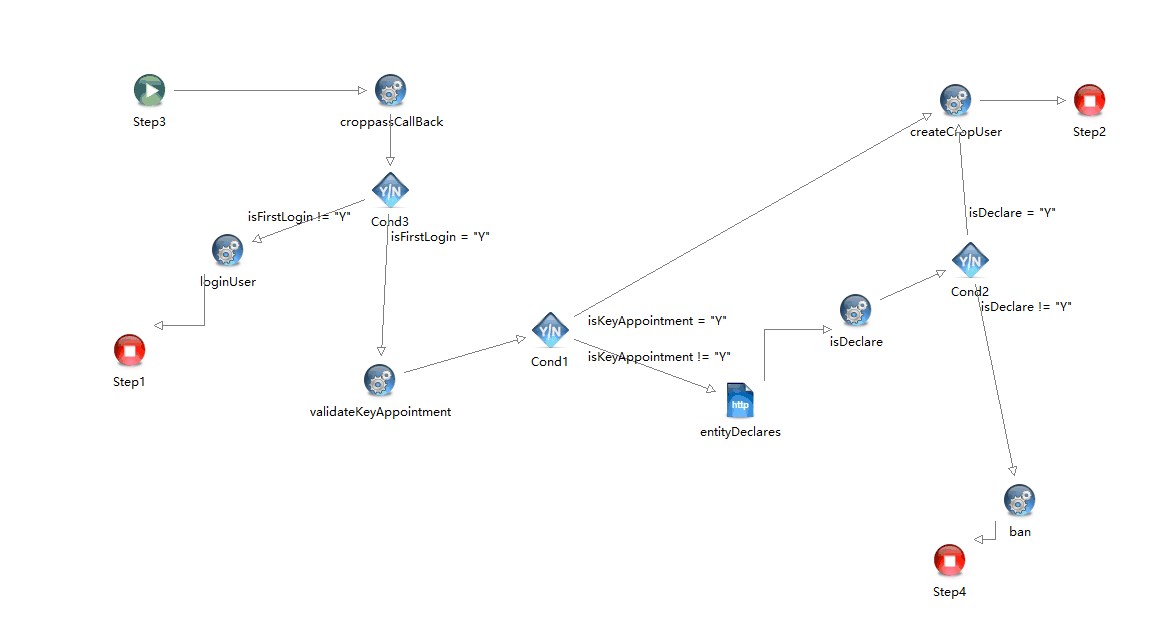 Step3
croppassCallBack
createCropUser
Step2
Y/N
Cond3
isFirstLogin != "Y"
isFirstLogin = "Y"
isDeclare = "Y"
loginUser
Y/N
Cond2
isDeclare != "Y"
Y/N
Cond1
isKeyAppointment = "Y"
isKeyAppointment != "Y"
isDeclare
Step1
validateKeyAppointment
http
entityDeclares
ban
Step4